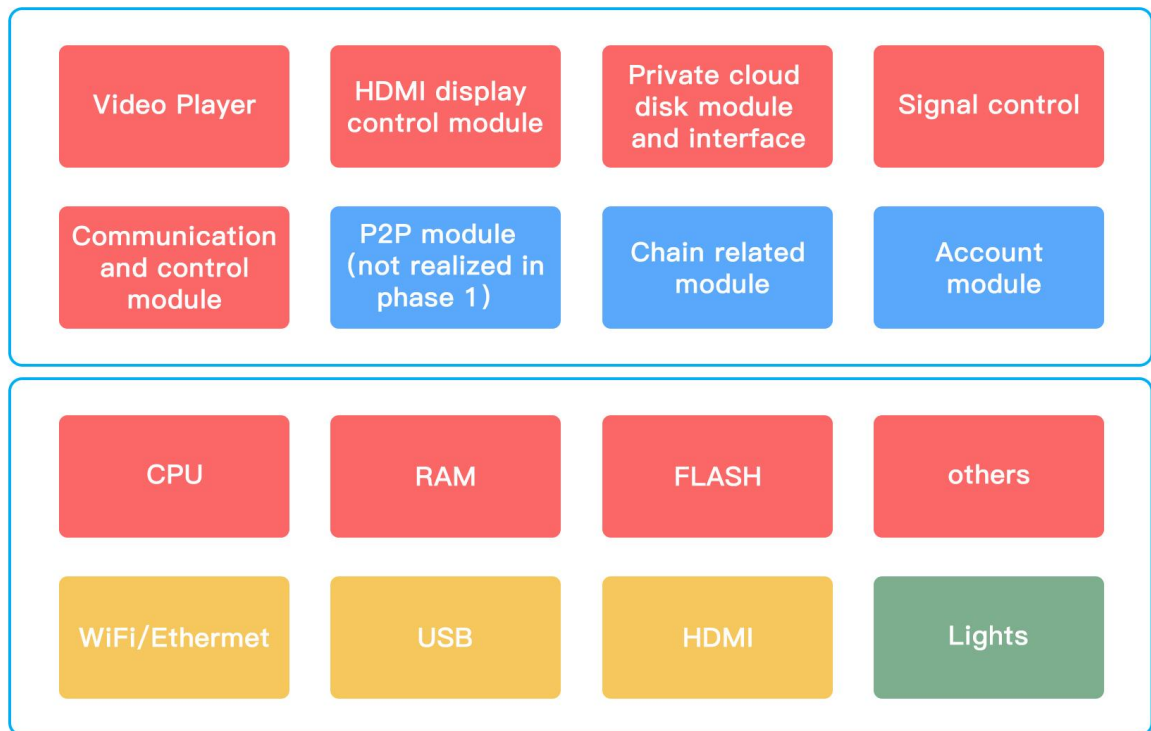 Video Player
HDMI display
control module
Private cloud
disk module
and interface
Signal control
Communication
and control
module
P2P module
(not realized in
phase 1)
Chain related
module
Account
module
CPU
RAM
FLASH
others
WiFi/Ethermet
USB
HDMI
Lights